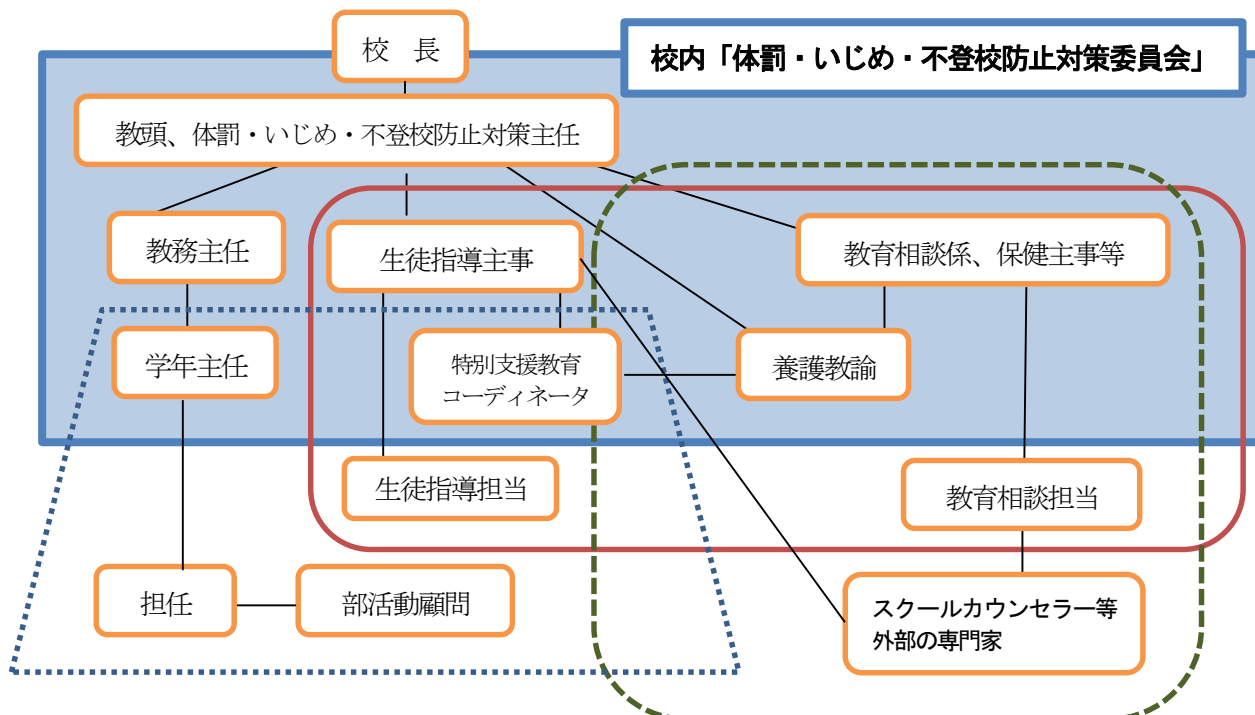 校　長
校内「体罰・いじめ・不登校防止対策委員会」
教頭、体罰・いじめ・不登校防止対策主任
教務主任
生徒指導主事
教育相談係、保健主事等
学年主任
特別支援教育
コーディネータ
養護教諭
生徒指導担当
教育相談担当
担任
部活動顧問
スクールカウンセラー等
外部の専門家